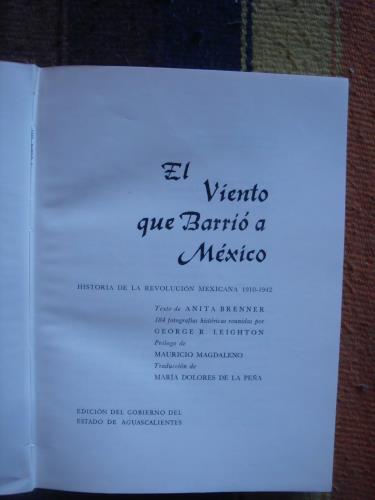 El
Viento
que Barrió a
México
HISTORIA DE LA REVOLUCIÓN MEXICANA 1910-1942
Texto de ANITA BRENNER
184 fotografías históricas reunidas por
GEORGE R. LEIGHTON
Prólogo de
MAURICIO MAGDALENO
Traducción de
MARÍA DOLORES DE LA PEÑA
EDICIÓN DEL GOBIERNO DEL
ESTADO DE AGUASCALIENTES